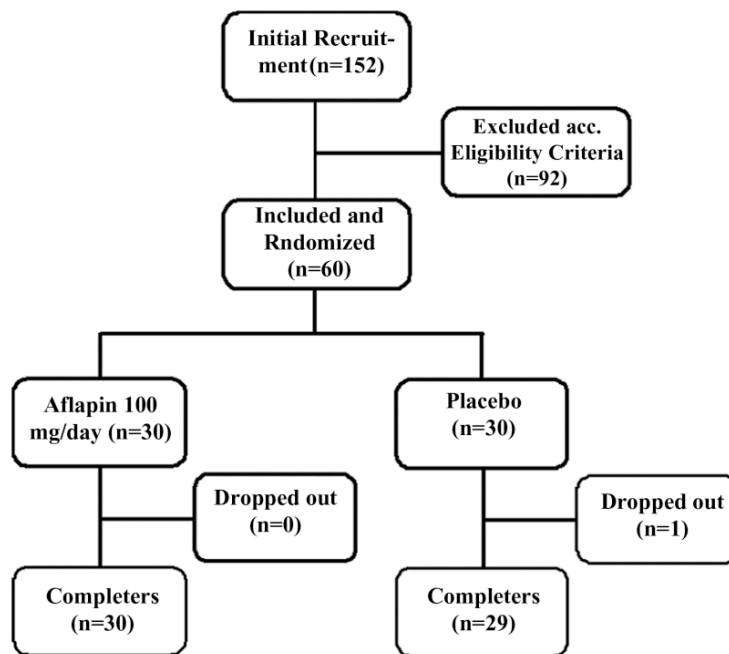 Initial Recruit-
ment(n=152)
Excluded acc.
Eligibility Criteria
(n=92)
Included and
Rndomized
(n=60)
Aflapin 100
mg/day (n=30)
Placebo
(n=30)
Dropped out
(n=0)
Dropped out
(n=1)
Completers
(n=30)
Completers
(n=29)